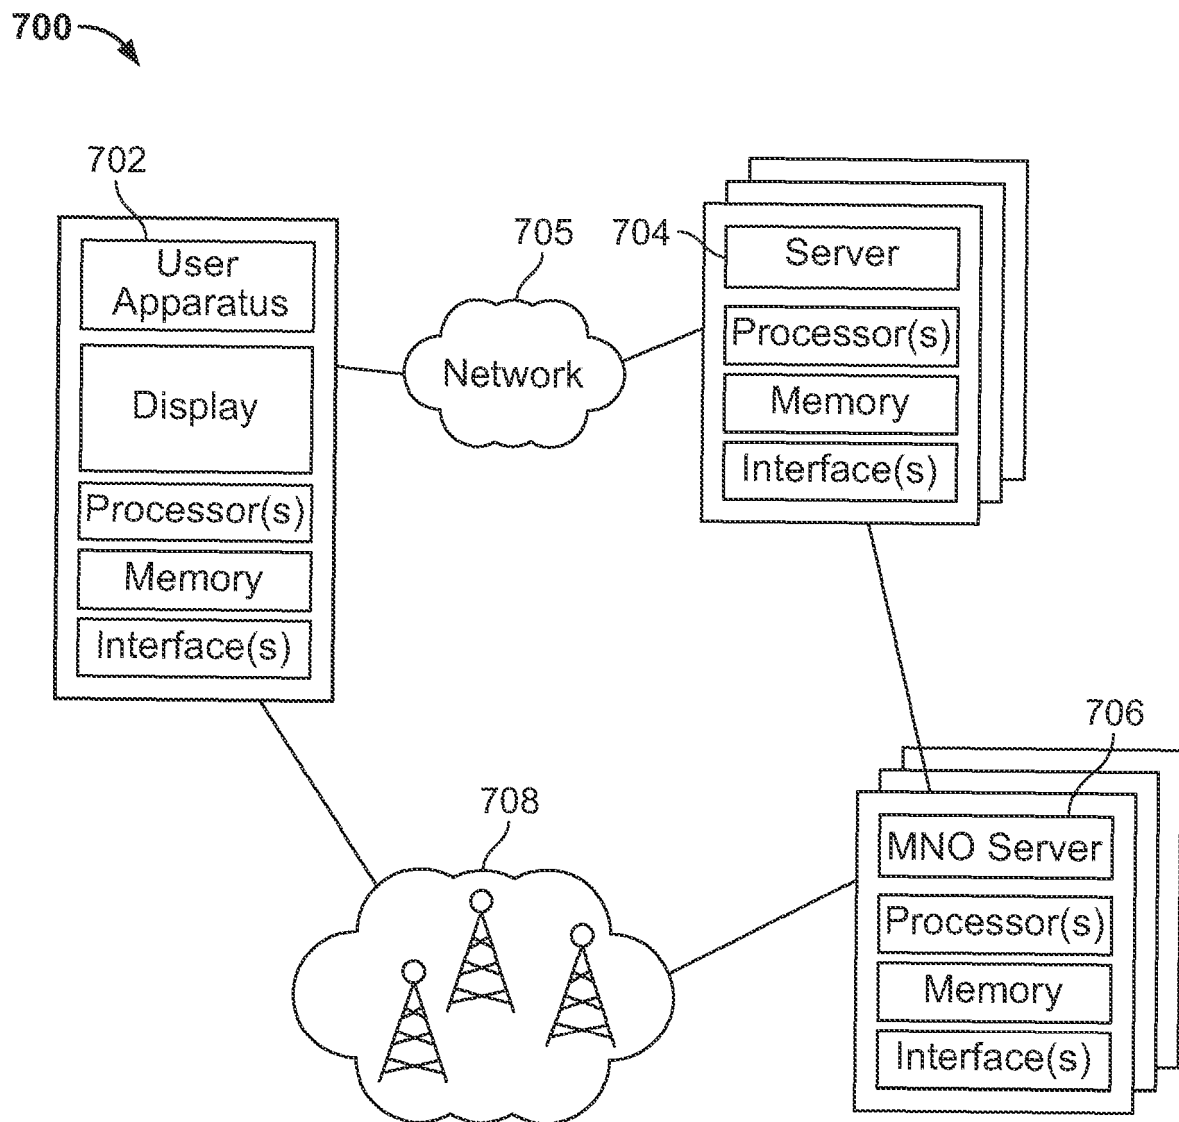 700
702
User
Apparatus
Display
Processor(s)
Memory
Interface(s)
705
Network
704
Server
Processor(s)
Memory
Interface(s)
706
MNO Server
Processor(s)
Memory
Interface(s)
708